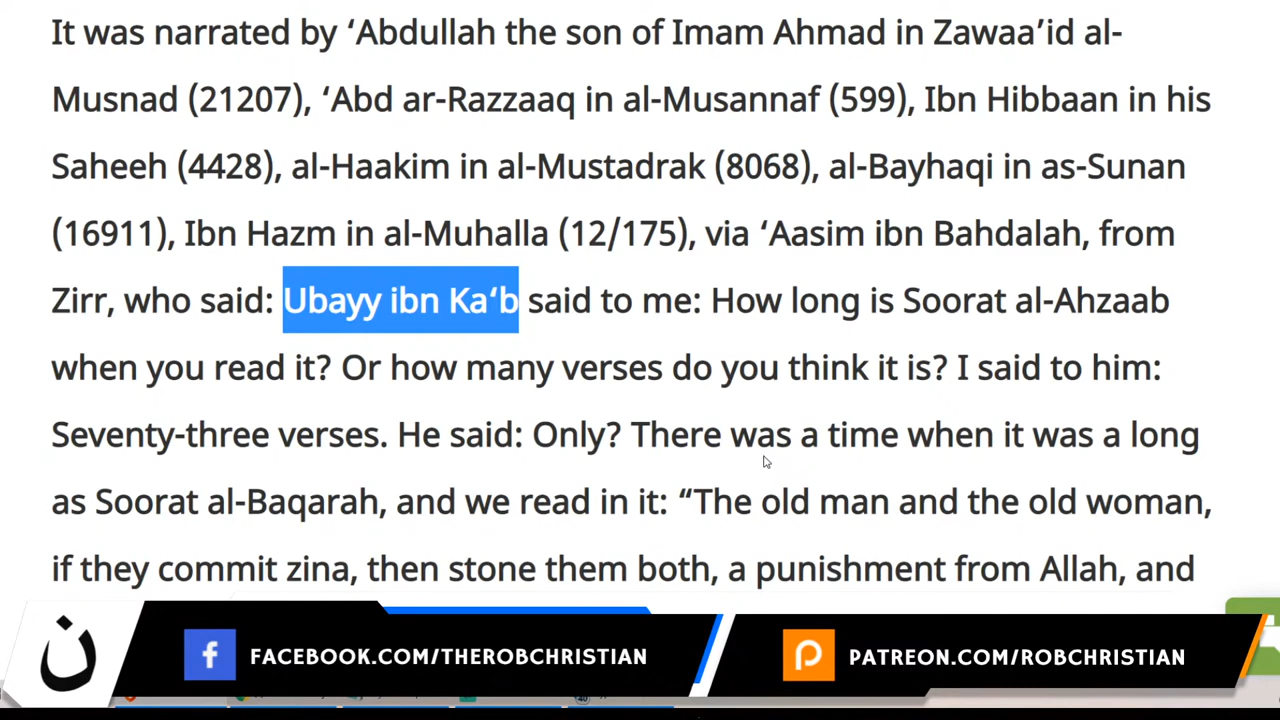 It was narrated by ‘Abdullah the son of Imam Ahmad in Zawaa’id al-
Musnad (21207), ‘Abd ar-Razzaaq in al-Musannaf (599), Ibn Hibbaan in his
Saheeh (4428), al-Haakim in al-Mustadrak (8068), al-Bayhaqi in as-Sunan
(16911), Ibn Hazm in al-Muhalla (12/175), via ‘Aasim ibn Bahdalah, from
Zirr, who said: Ubayy ibn Ka‘b said to me: How long is Soorat al-Ahzaab
when you read it? Or how many verses do you think it is? I said to him:
Seventy-three verses. He said: Only? There was a time when it was a long
as Soorat al-Baqarah, and we read in it: “The old man and the old woman,
if they commit zina, then stone them both, a punishment from Allah, and
ن
FACEBOOK.COM/THEROBCHRISTIAN
PATREON.COM/ROBCHRISTIAN